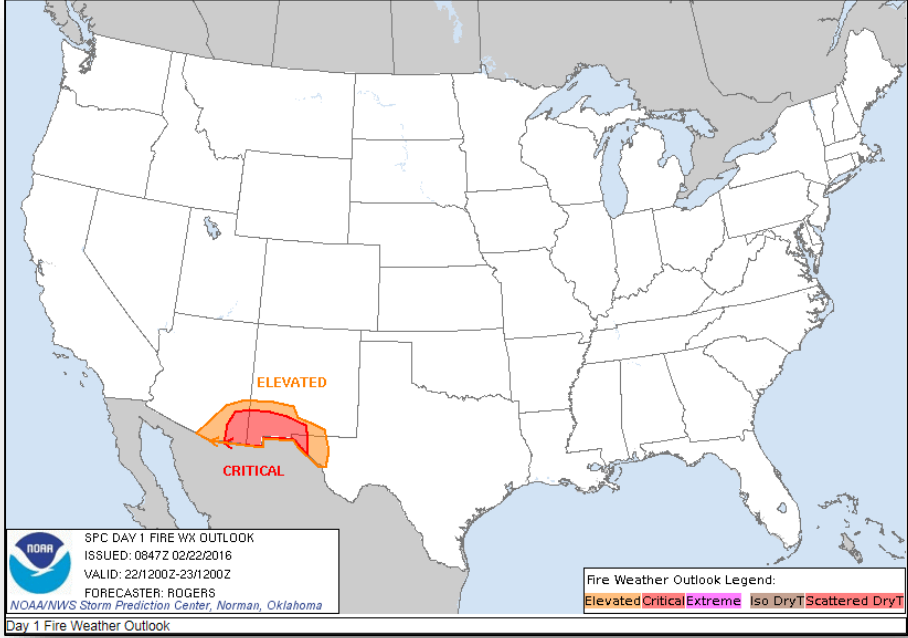 ELEVATED
CRITICAL
NOAA
SPC DAY 1 FIRE WX OUTLOOK
ISSUED: 0847Z 02/22/2016
VALID: 22/1200Z-23/1200Z
FORECASTER: ROGERS
NOAA/NWS Storm Prediction Center, Norman, Oklahoma
Fire Weather Outlook Legend:
Elevated Critical Extreme Iso DryT Scattered DryT
Day 1 Fire Weather Outlook